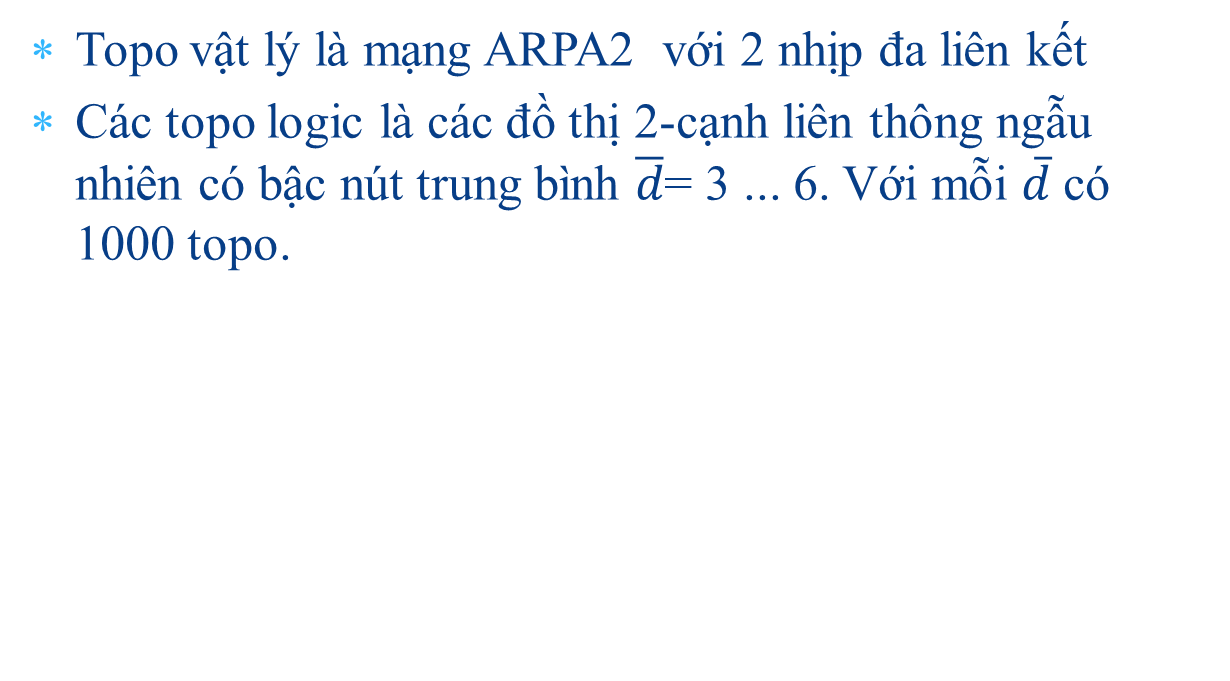 * Topo vật lý là mạng ARPA2 với 2 nhịp đa liên kết
* Các topo logic là các đồ thị 2-cạnh liên thông ngẫu
nhiên có bậc nút trung bình d̅= 3 ... 6. Với mỗi d̅ có
1000 topo.